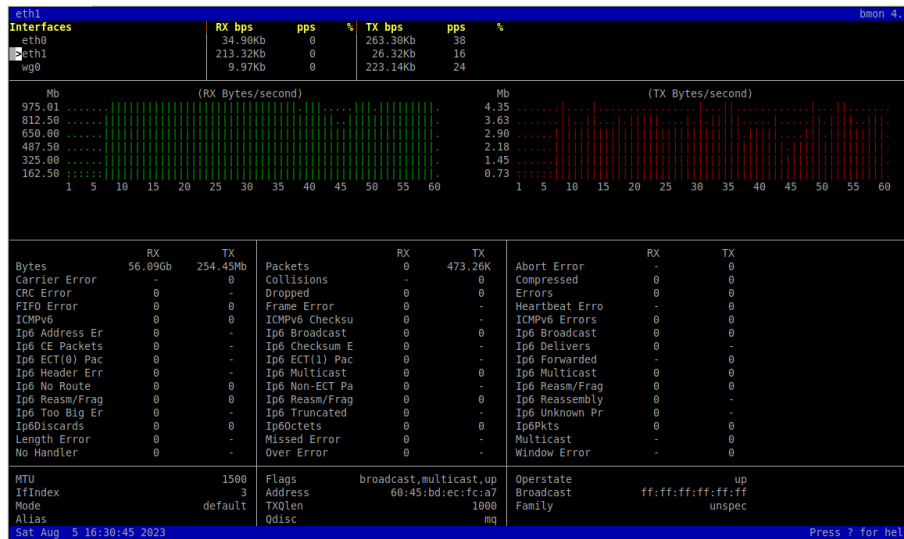 eth1 bmon 4.
Interfaces RX bps pps % TX bps pps %
eth0 34.90Kb 0 263.30Kb 38
>eth1 213.32Kb 0 26.32Kb 16
wg0 9.97Kb 0 223.14Kb 24
Mb (RX Bytes/second) Mb (TX Bytes/second)
975.01 4.35
812.50 3.63
650.00 2.90
487.50 2.18
325.00 1.45
162.50 0.73
1 5 10 15 20 25 30 35 40 45 50 55 60 1 5 10 15 20 25 30 35 40 45 50 55 60
RX TX RX TX RX TX
Bytes 56.09Gb 254.45Mb Packets 0 473.26K Abort Error - 0
Carrier Error - 0 Collisions - 0 Compressed 0 0
CRC Error 0 - Dropped 0 0 Errors 0 0
FIFO Error 0 0 Frame Error 0 - Heartbeat Erro - 0
ICMPv6 0 0 ICMPv6 Checksu 0 - ICMPv6 Errors 0 0
Ip6 Address Er 0 - Ip6 Broadcast 0 0 Ip6 Broadcast 0 0
Ip6 CE Packets 0 - Ip6 Checksum E 0 - Ip6 Delivers 0 -
Ip6 ECT(0) Pac 0 - Ip6 ECT(1) Pac 0 - Ip6 Forwarded - 0
Ip6 Header Err 0 - Ip6 Multicast 0 0 Ip6 Multicast 0 0
Ip6 No Route 0 0 Ip6 Non-ECT Pa 0 - Ip6 Reasm/Frag 0 0
Ip6 Reasm/Frag 0 0 Ip6 Reasm/Frag 0 0 Ip6 Reassembly 0 -
Ip6 Too Big Er 0 - Ip6 Truncated 0 - Ip6 Unknown Pr 0 -
Ip6Discards 0 0 Ip6Octets 0 0 Ip6Pkts 0 0
Length Error 0 - Missed Error 0 - Multicast - 0
No Handler 0 - Over Error 0 - Window Error - 0
MTU 1500 Flags broadcast,multicast,up Operstate up
IfIndex 3 Address 60:45:bd:ec:fc:a7 Broadcast ff:ff:ff:ff:ff:ff
Mode default TXQlen 1000 Family unspec
Alias Qdisc mq
Sat Aug 5 16:30:45 2023 Press ? for hel